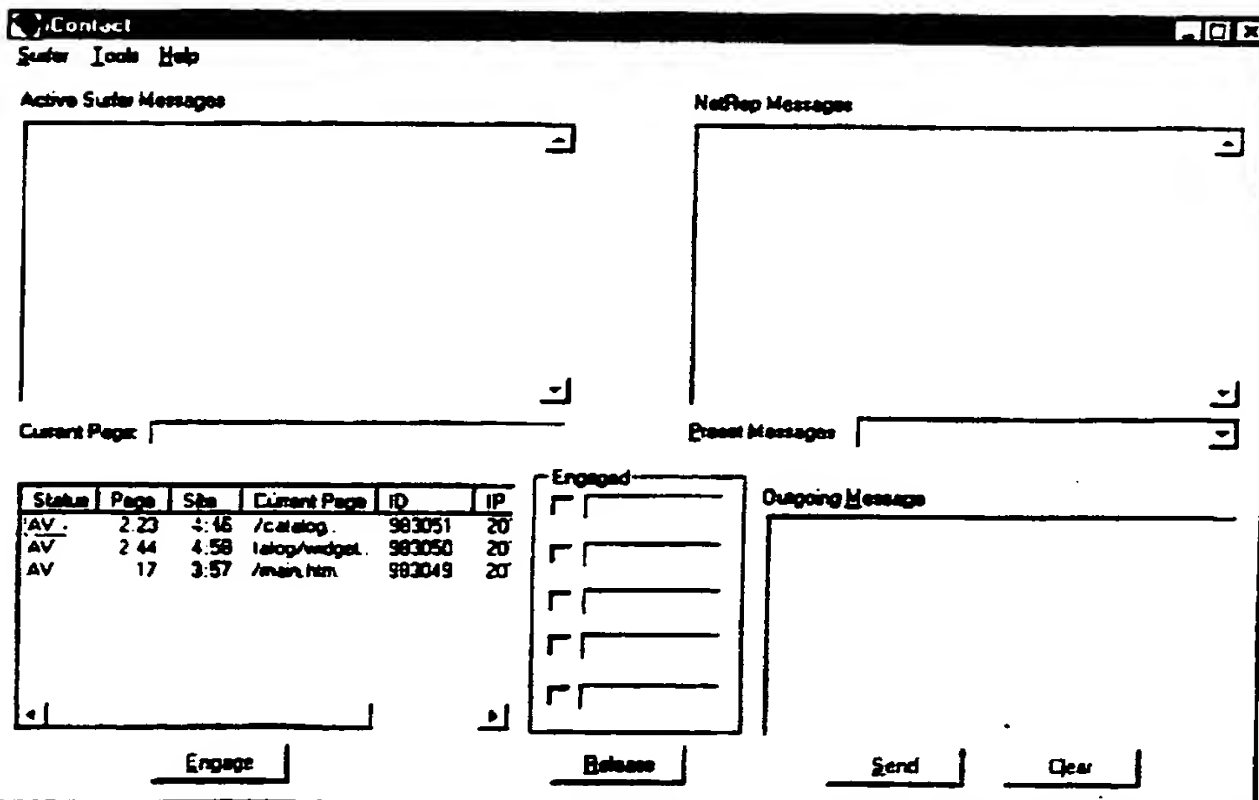 iContact
Surfer Tools Help
Active Surfer Messages
NetRep Messages
Current Page:
Preset Messages
Status Page Site Current Page ID IP
AV 2:23 4:46 /catalog.. 983051 20
AV 2 44 4:58 talog/widget.. 983050 20
AV 17 3:57 /main.htm 983049 20
Engaged
Outgoing Message
Engage
Release
Send
Clear